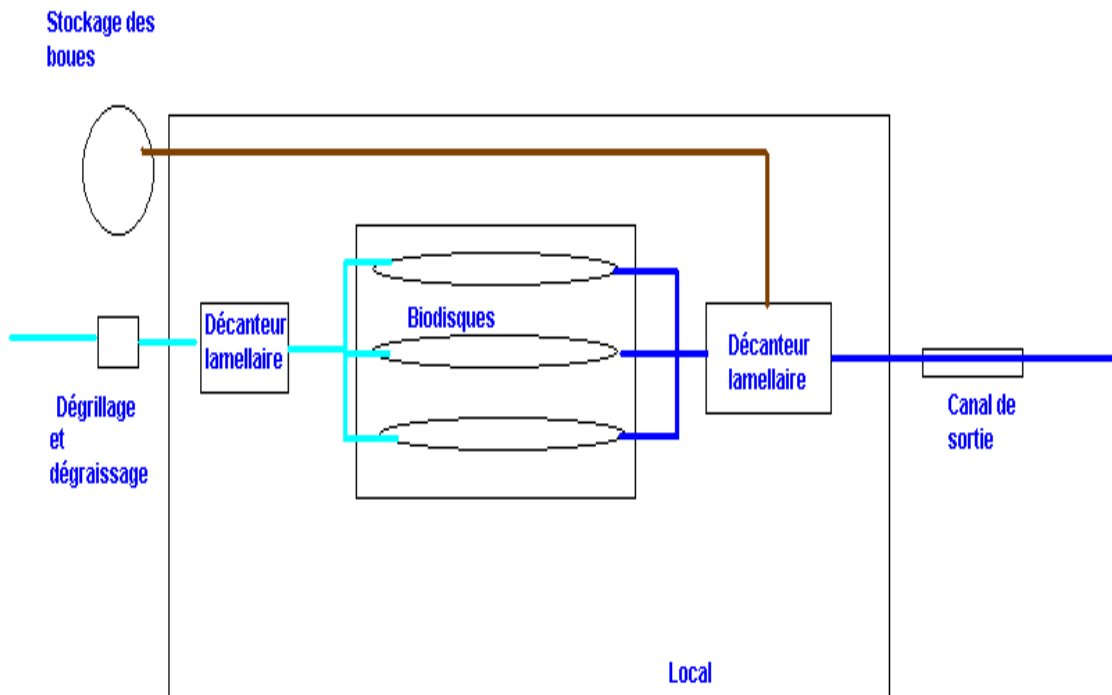 Stockage des
boues
Biodisques
Décanteur
lamellaire
Décanteur
lamellaire
Dégrillage
et
dégraissage
Canal de
sortie
Local